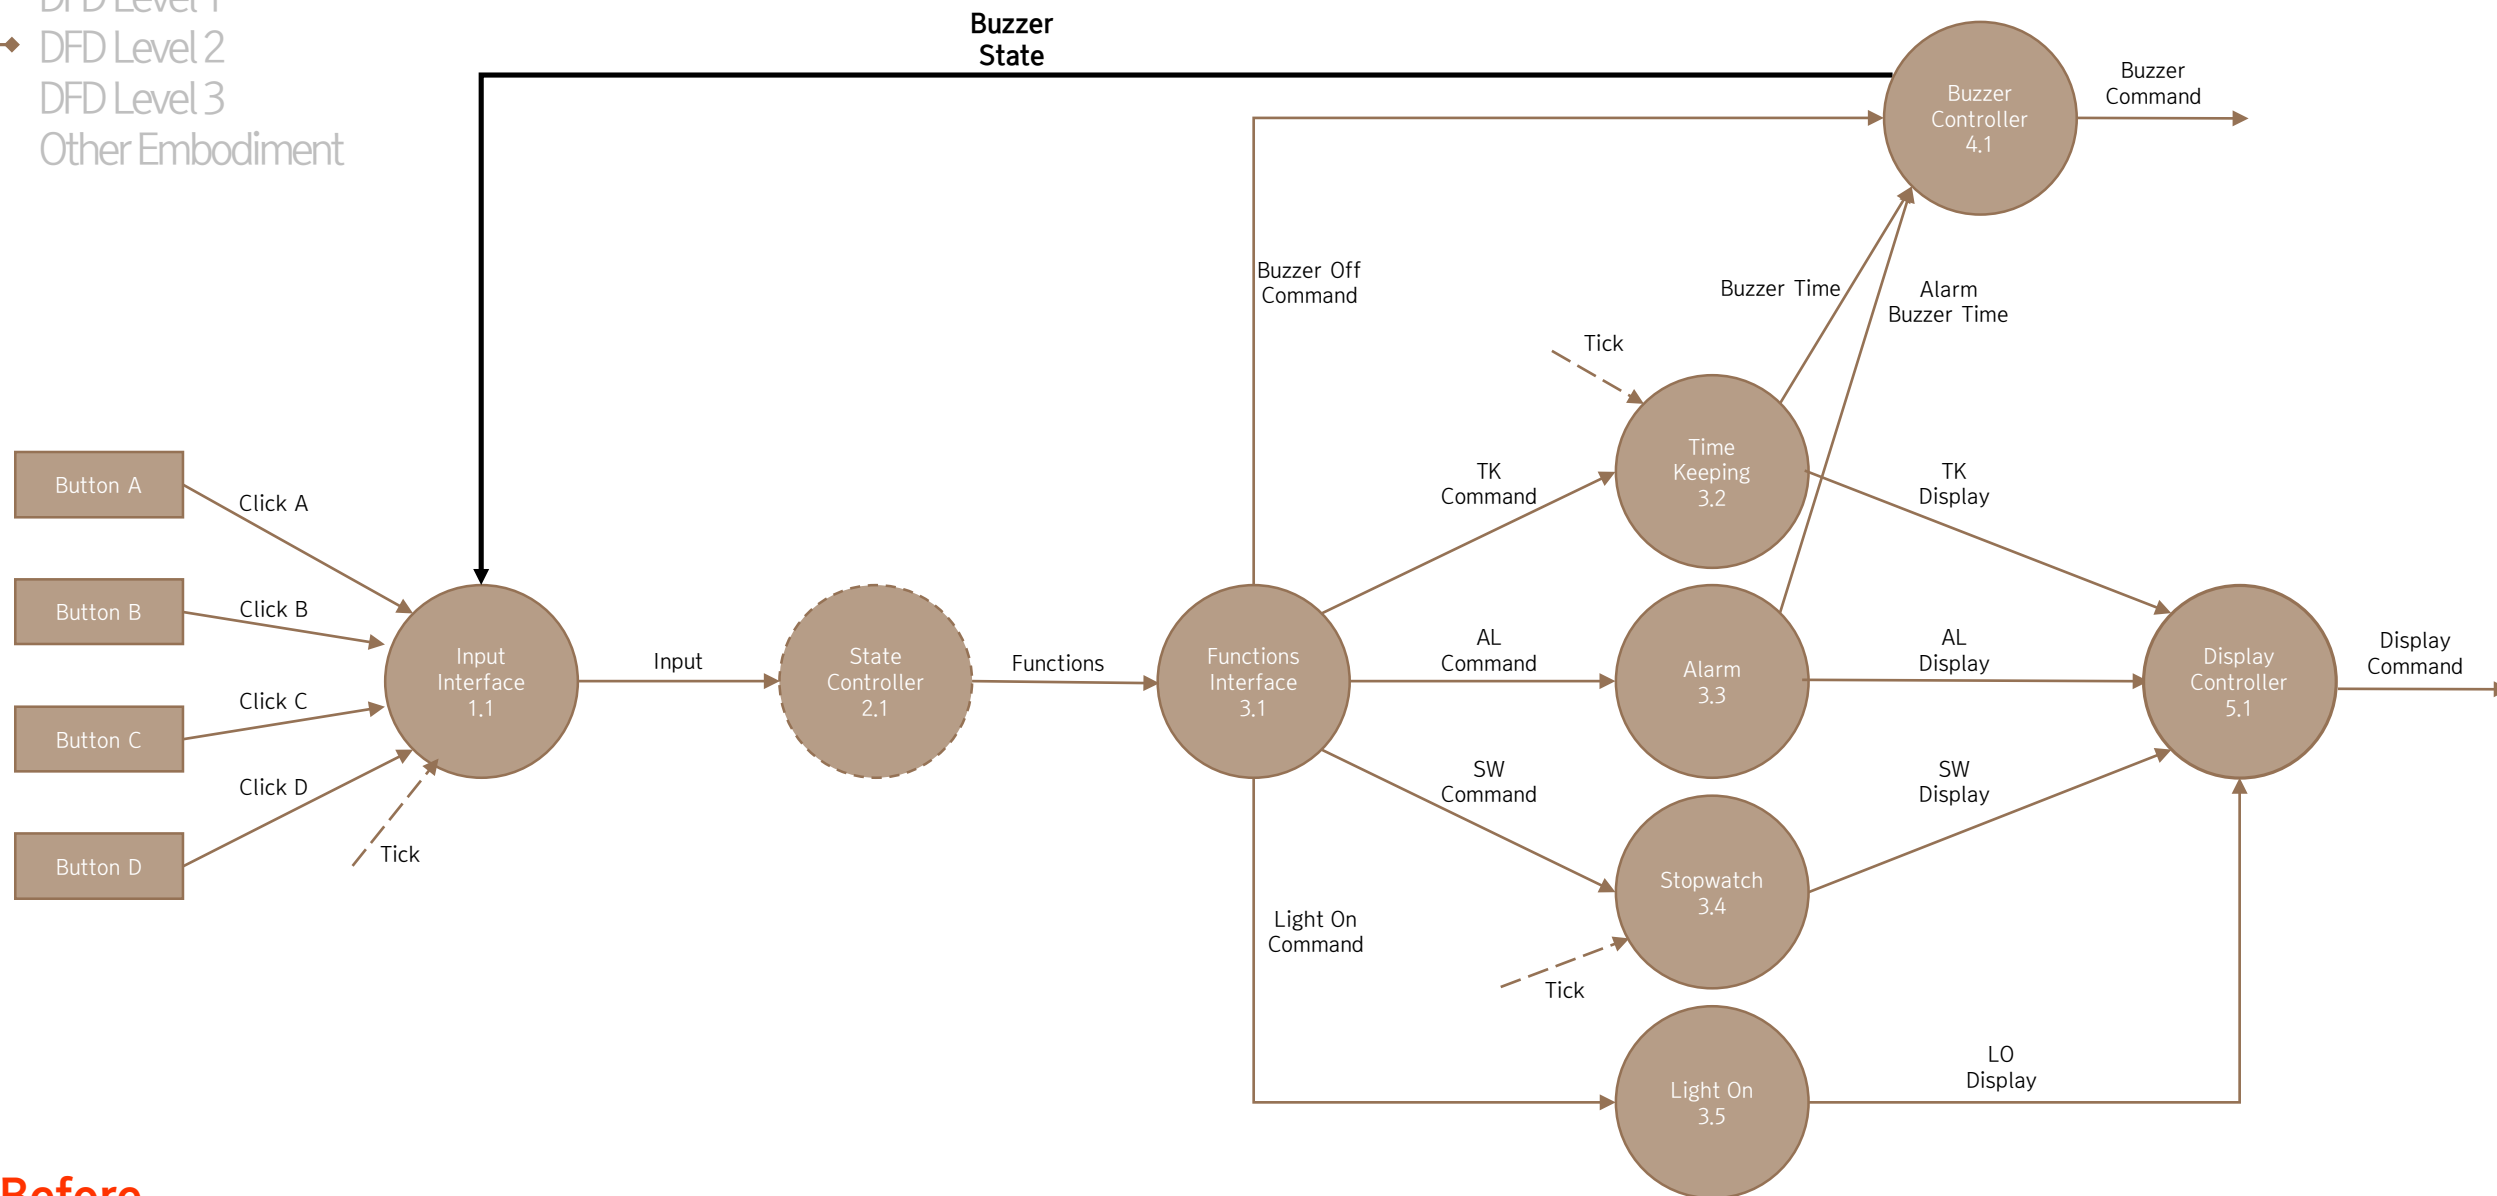 DFD Level 1
DFD Level 2
DFD Level 3
Other Embodiment
Buzzer
State
Buzzer
Controller
4.1
Buzzer
Command
Buzzer Off
Command
Buzzer Time
Alarm
Buzzer Time
Tick
Time
Keeping
3.2
TK
Command
TK
Display
Button A
Click A
Button B
Click B
Button C
Click C
Button D
Click D
Tick
Input
Interface
1.1
Input
State
Controller
2.1
Functions
Functions
Interface
3.1
AL
Command
Alarm
3.3
AL
Display
Display
Controller
5.1
Display
Command
SW
Command
SW
Display
Stopwatch
3.4
Tick
Light On
Command
Light On
3.5
LO
Display
Before